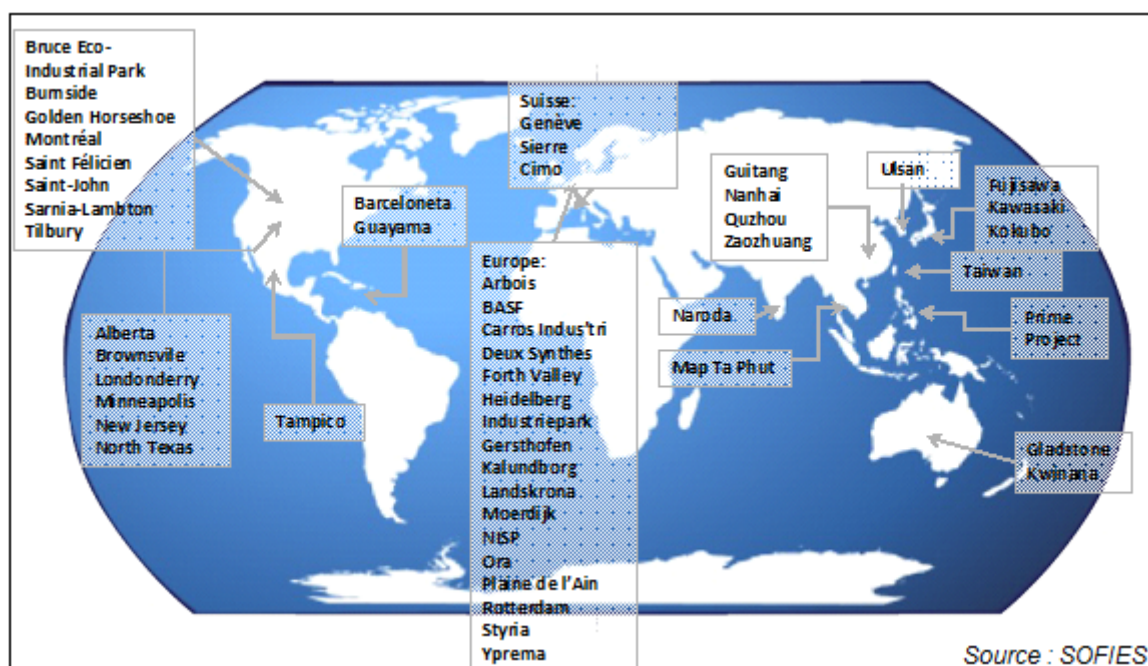 Bruce Eco-
Industrial Park
Burnside
Golden Horseshoe
Montréal
Saint Félicien
Saint-John
Sarnia-Lambton
Tilbury
Suisse:
Genève
Sierre
Cimo
Barceloneta
Guayama
Guitang
Nanhai
Quzhou
Zaozhuang
Ulsan
Fujisawa
Kawasaki
Kokubo
Taiwan
Naroda
Prime
Project
Map Ta Phut
Alberta
Brownsvile
Londonderry
Minneapolis
New Jersey
North Texas
Tampico
Europe:
Arbois
BASF
Carros Indus'tri
Deux Synthes
Forth Valley
Heidelberg
Industriepark
Gersthofen
Kalundborg
Landskrona
Moerdijk
NISP
Ora
Plaine de l'Ain
Rotterdam
Styria
Yprema
Gladstone
Kwinana
Source : SOFIES